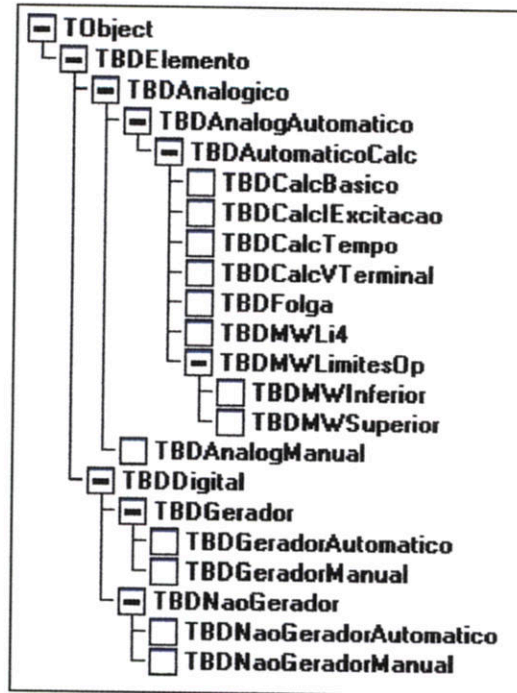 TObject
TBDElemento
TBDAnalogico
TBDAnalogAutomatico
TBDAutomaticoCalc
TBDCalcBasico
TBDCalcIExcitacao
TBDCalcTempo
TBDCalcVTerminal
TBDFolga
TBDMWLi4
TBDMWLimitesOp
TBDMWInferior
TBDMWSuperior
TBDAnalogManual
TBDDigital
TBDGerador
TBDGeradorAutomatico
TBDGeradorManual
TBDNaoGerador
TBDNaoGeradorAutomatico
TBDNaoGeradorManual